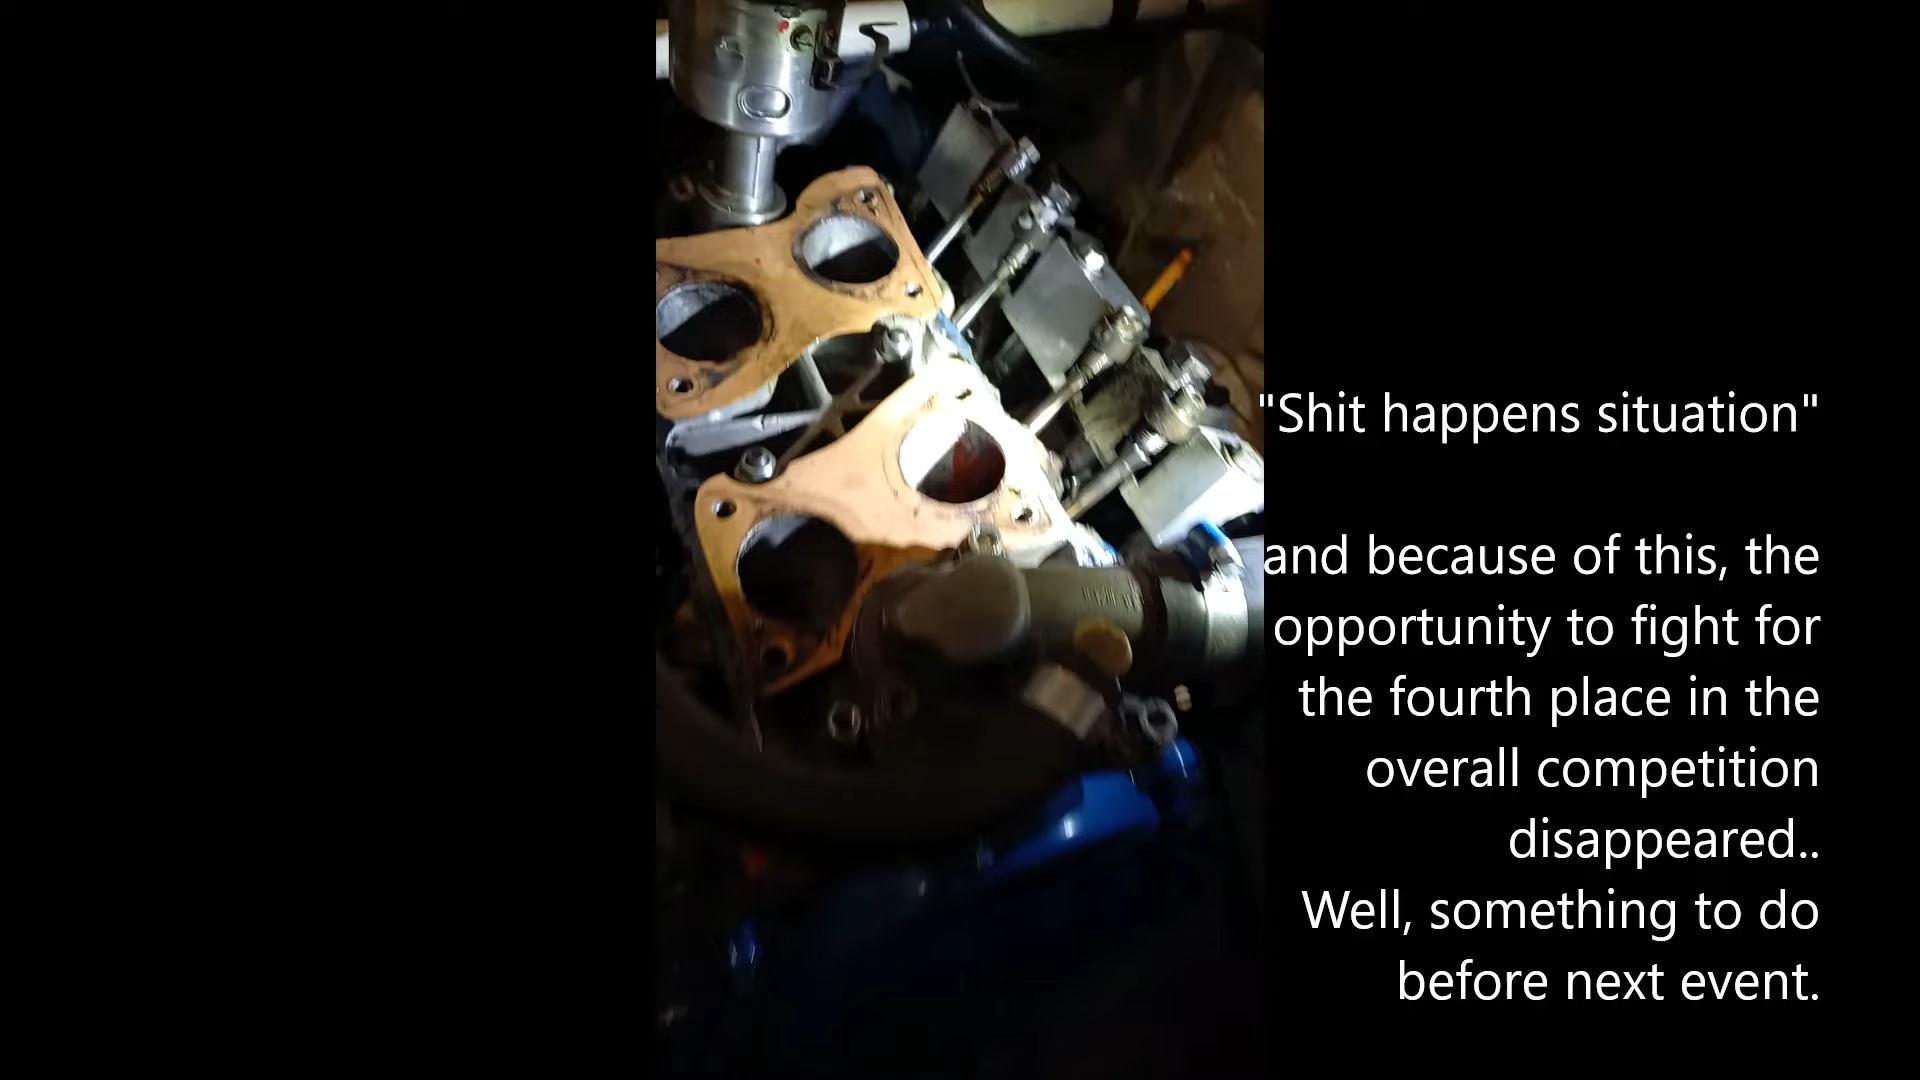 "Shit happens situation"
and because of this, the
opportunity to fight for
the fourth place in the
overall competition
disappeared..
Well, something to do
before next event.